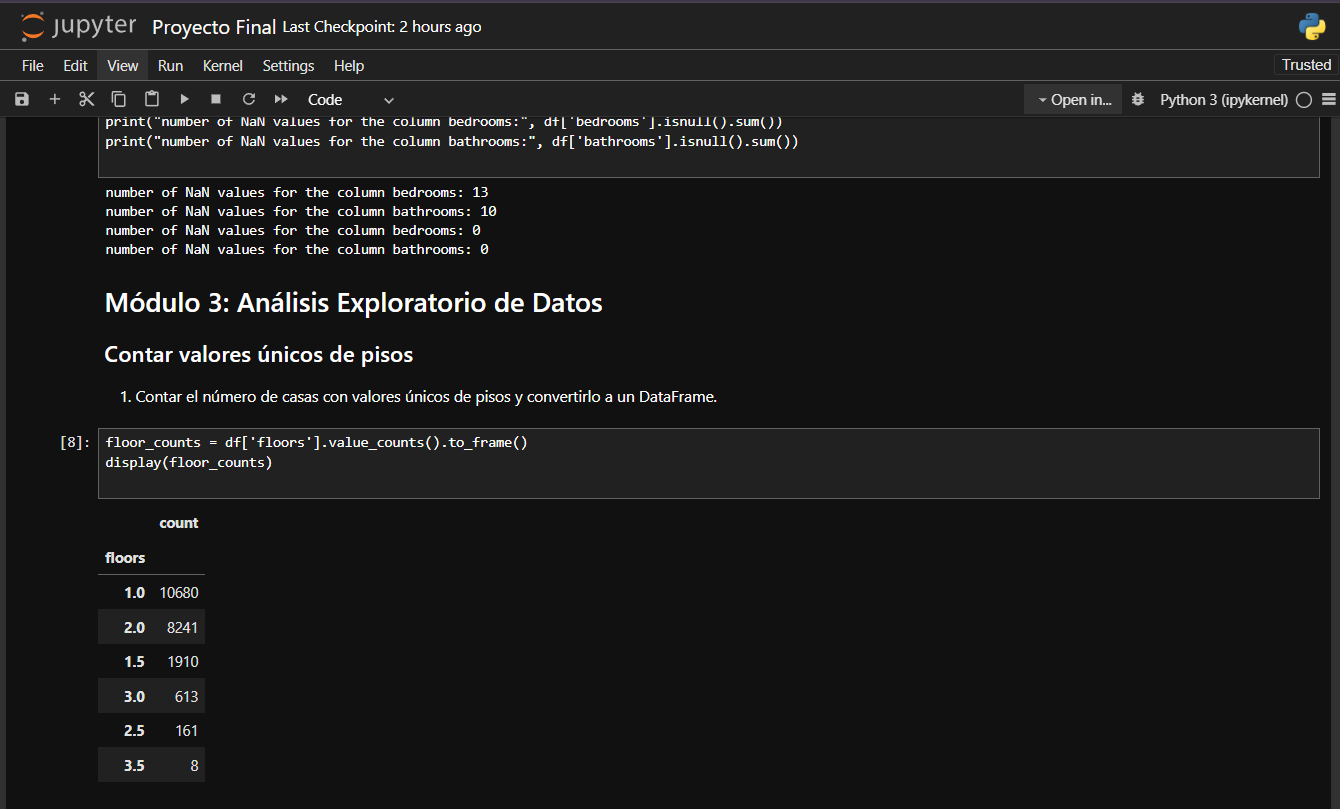 jupyter Proyecto Final Last Checkpoint: 2 hours ago
File Edit View Run Kernel Settings Help Trusted
Code Open in... Python 3 (ipykernel)
print("number of NaN values for the column bedrooms:", df['bedrooms'].isnull().sum())
print("number of NaN values for the column bathrooms:", df['bathrooms'].isnull().sum())
number of NaN values for the column bedrooms: 13
number of NaN values for the column bathrooms: 10
number of NaN values for the column bedrooms: 0
number of NaN values for the column bathrooms: 0
Módulo 3: Análisis Exploratorio de Datos
Contar valores únicos de pisos
1. Contar el número de casas con valores únicos de pisos y convertirlo a un DataFrame.
[8]: floor_counts = df['floors'].value_counts().to_frame()
display(floor_counts)
count
floors
1.0 10680
2.0 8241
1.5 1910
3.0 613
2.5 161
3.5 8